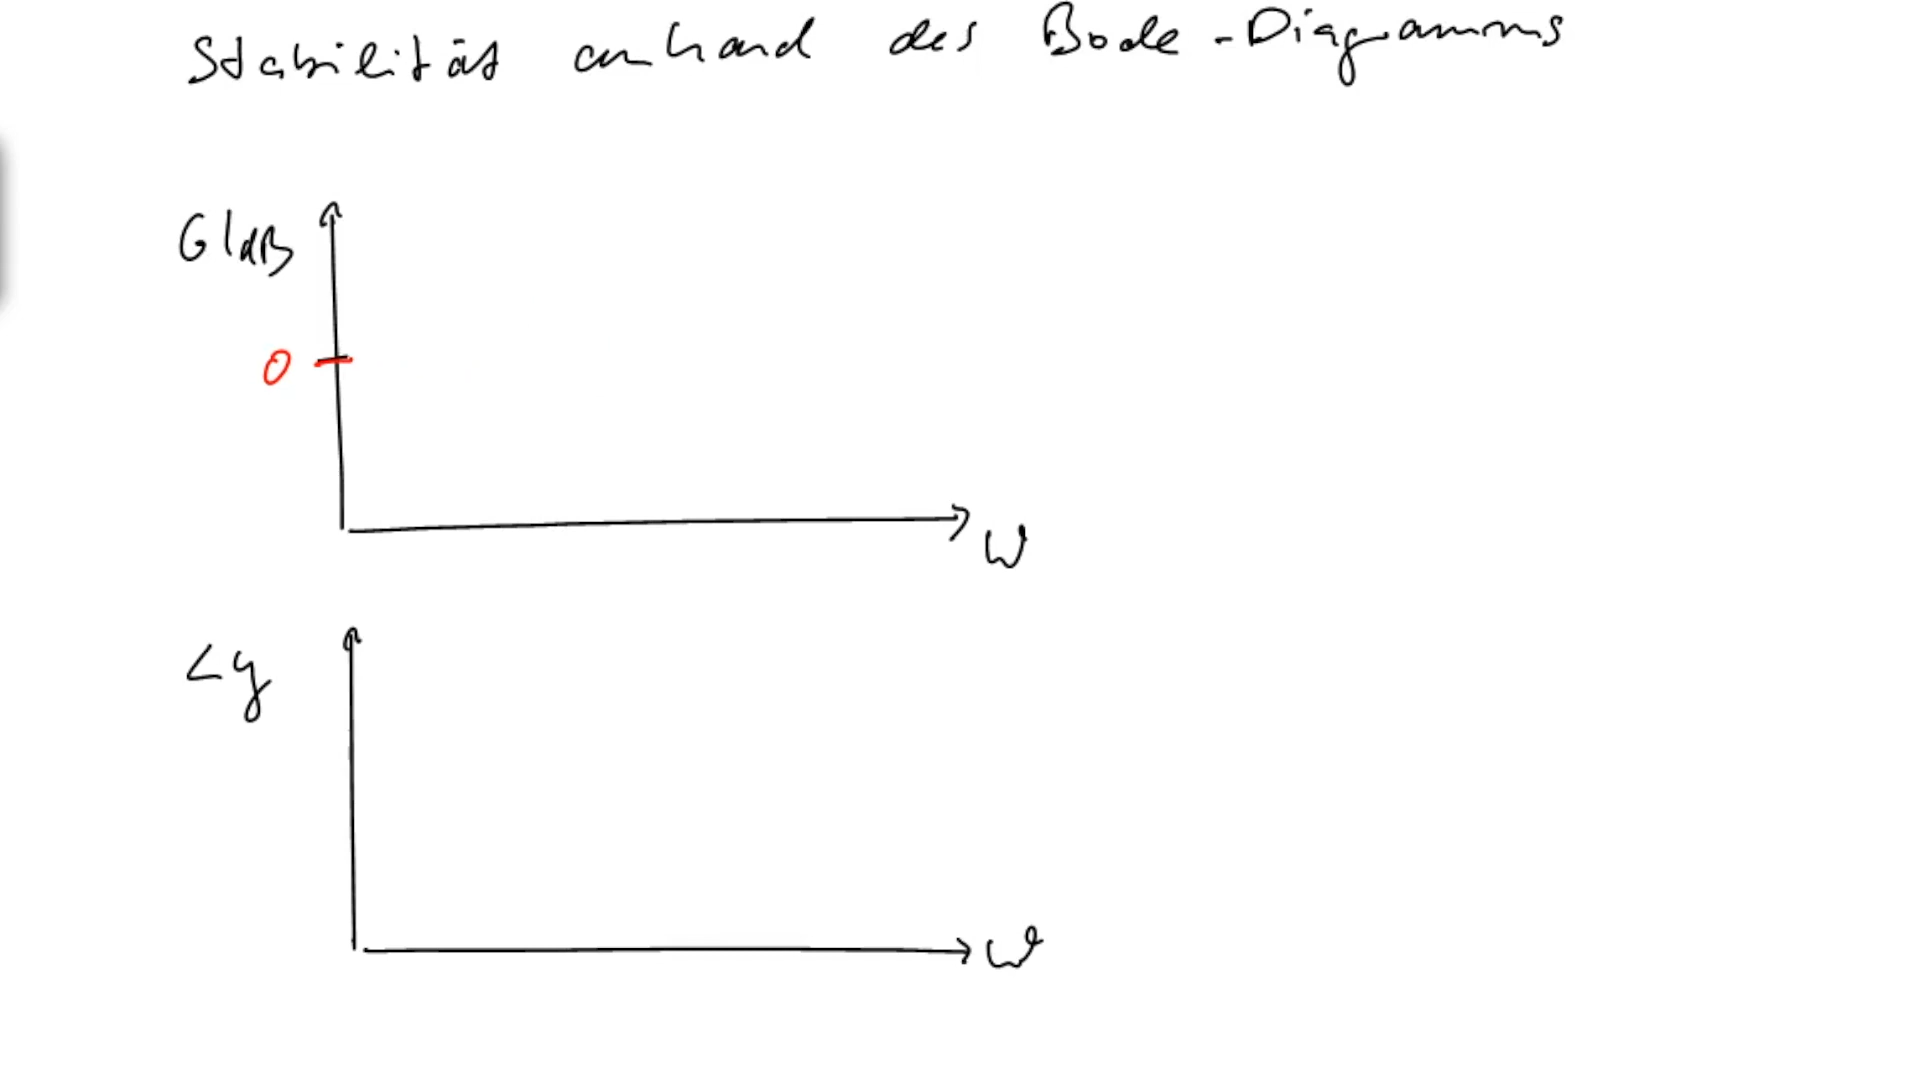 Stabilität anhand des Bode-Diagramms
G|dB
0
ω
<φ
ω